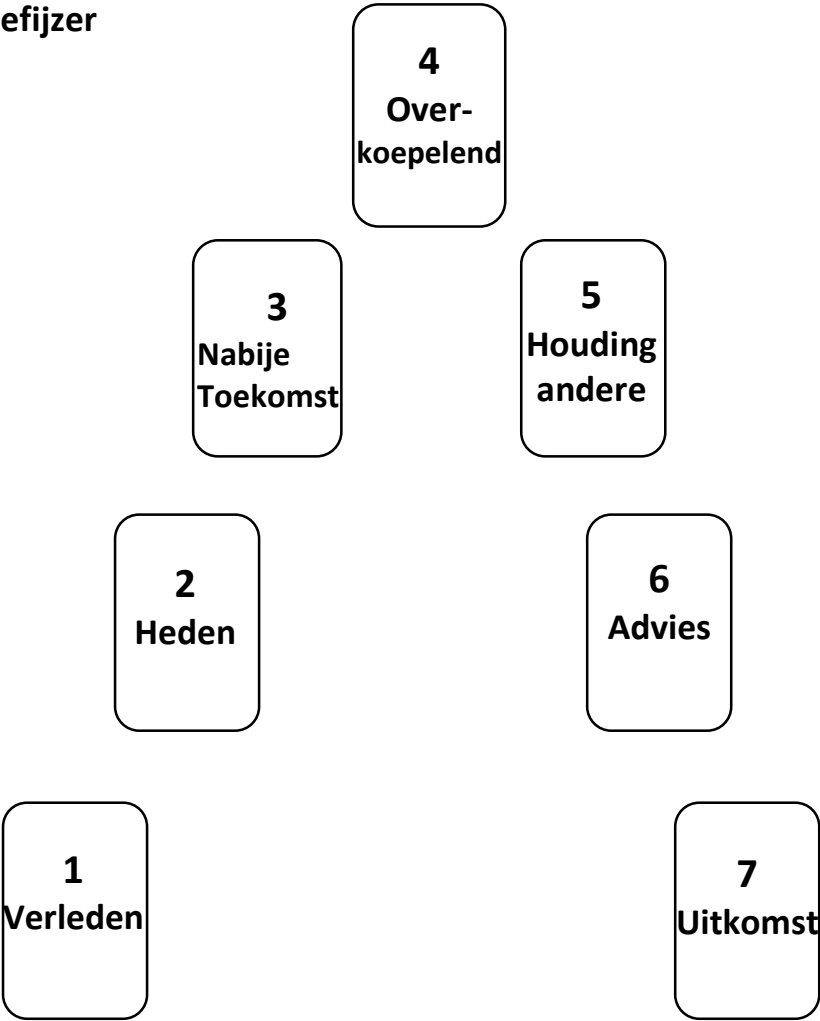 efijzer
4
Over-
koepelend
3
Nabije
Toekomst
5
Houding
andere
2
Heden
6
Advies
1
Verleden
7
Uitkomst